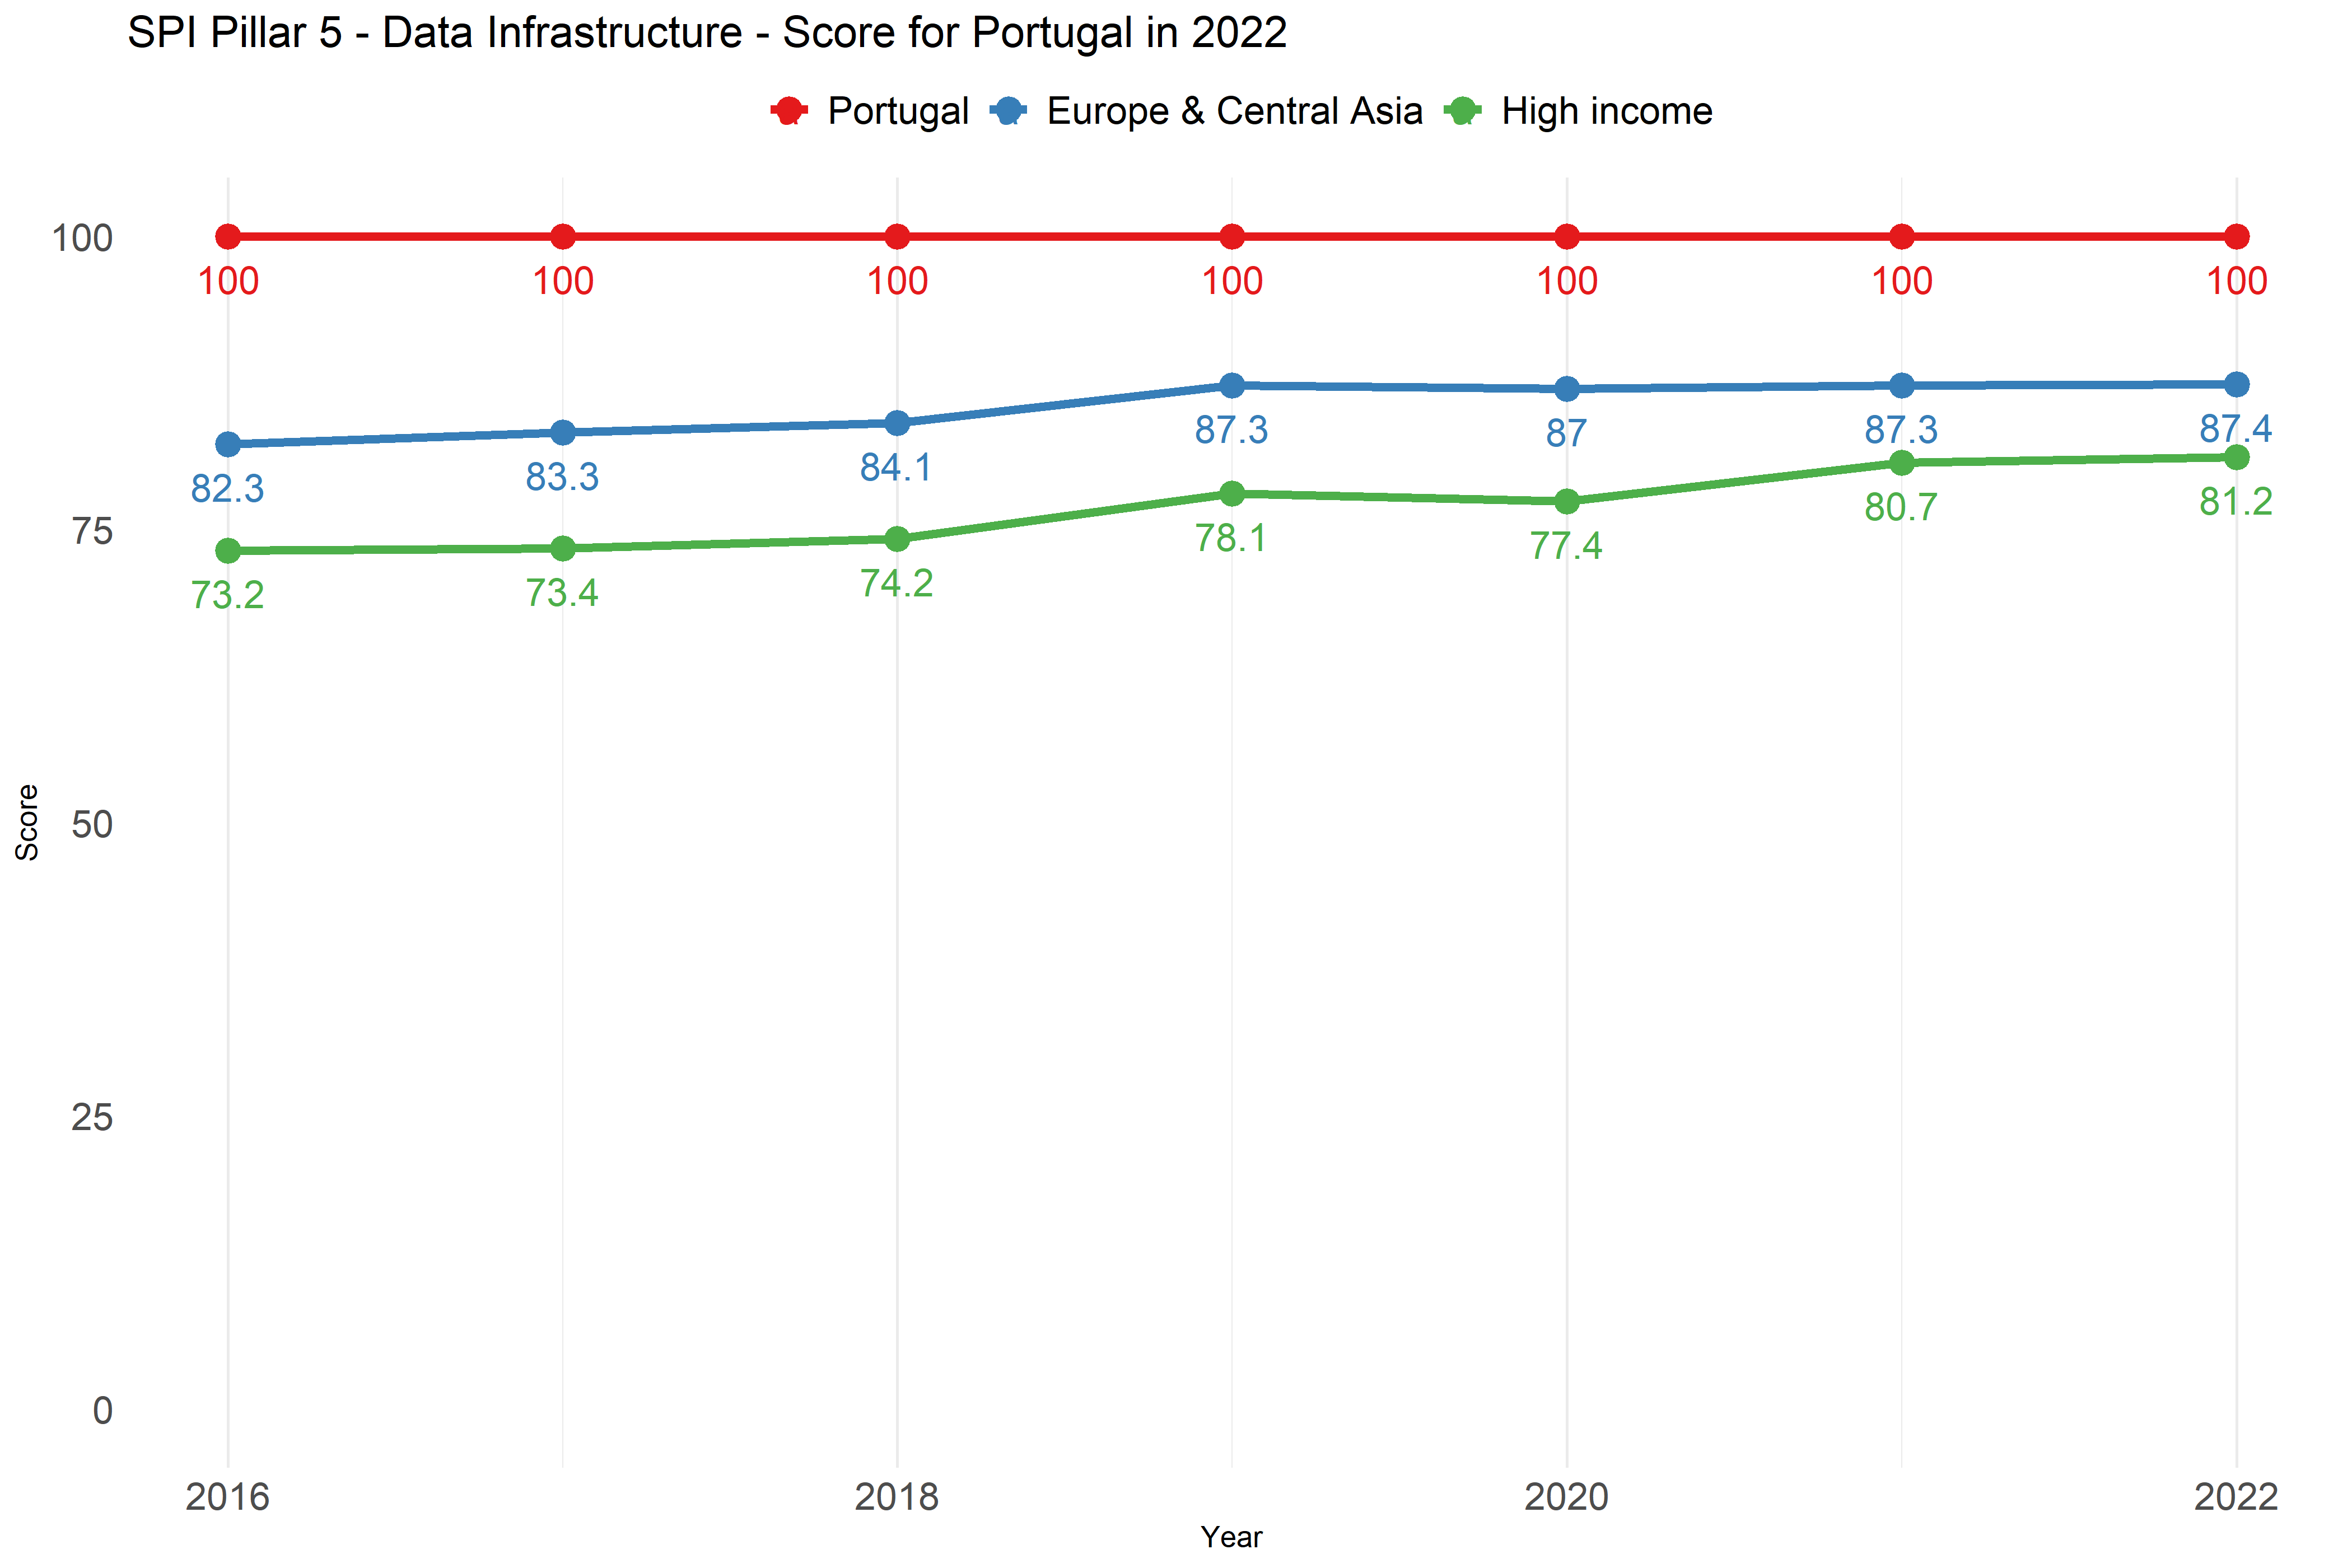 SPI Pillar 5 - Data Infrastructure - Score for Portugal in 2022
Portugal Europe & Central Asia High income
100
100 100 100 100 100 100 100
87.3 87 87.3 87.4
82.3 83.3 84.1
75
78.1 77.4 80.7 81.2
73.2 73.4 74.2
Score
50
25
0
2016 2018 2020 2022
Year